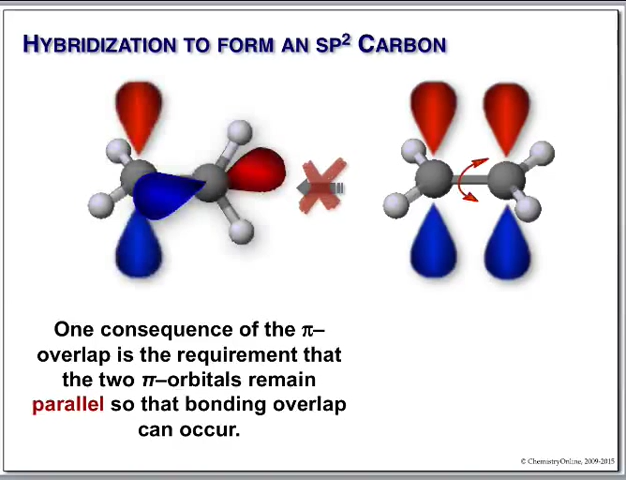 HYBRIDIZATION TO FORM AN SP² CARBON
One consequence of the π–
overlap is the requirement that
the two π–orbitals remain
parallel so that bonding overlap
can occur.
© ChemistryOnline, 2009-2015